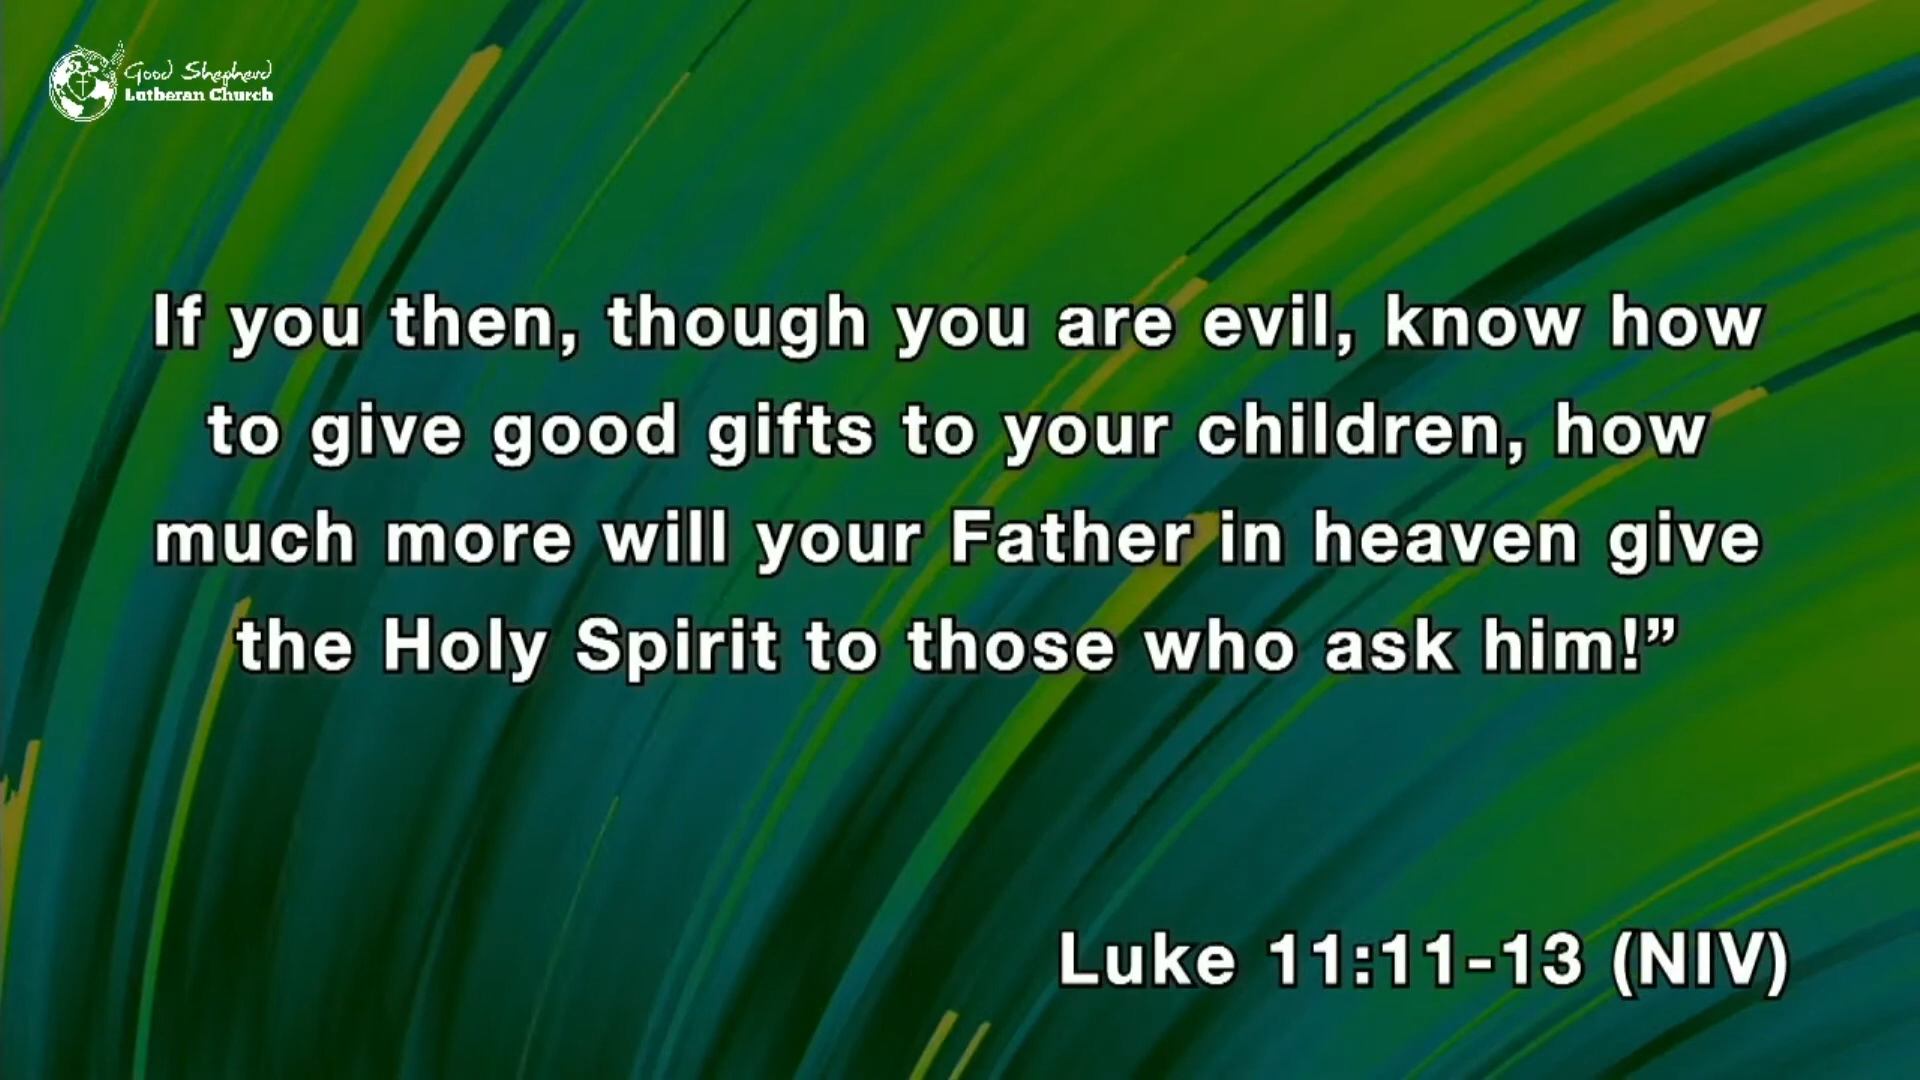 Good Shepherd
Lutheran Church
If you then, though you are evil, know how
to give good gifts to your children, how
much more will your Father in heaven give
the Holy Spirit to those who ask him!”
Luke 11:11-13 (NIV)